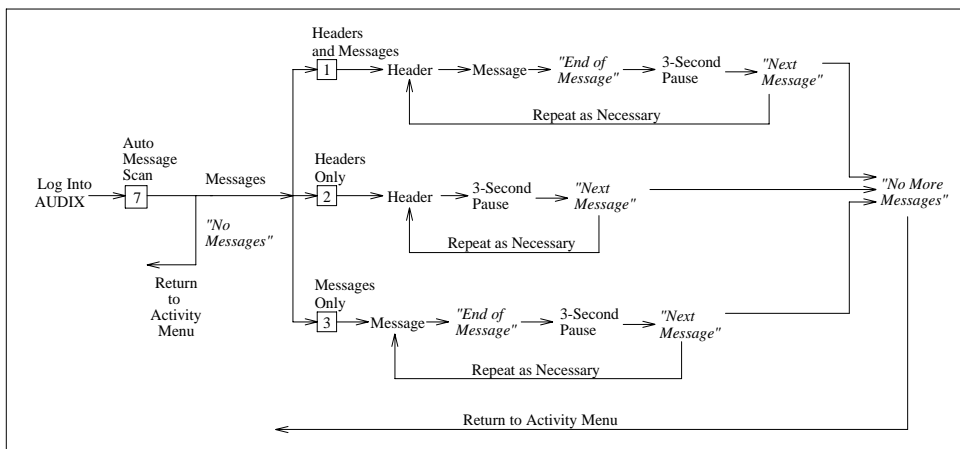 Headers
and Messages
1
Header
Message
"End of
Message"
3-Second
Pause
"Next
Message"
Repeat as Necessary
Log Into
AUDIX
Auto
Message
Scan
7
Messages
"No
Messages"
Return
to
Activity
Menu
Headers
Only
2
Header
3-Second
Pause
"Next
Message"
Repeat as Necessary
"No More
Messages"
Messages
Only
3
Message
"End of
Message"
3-Second
Pause
"Next
Message"
Repeat as Necessary
Return to Activity Menu